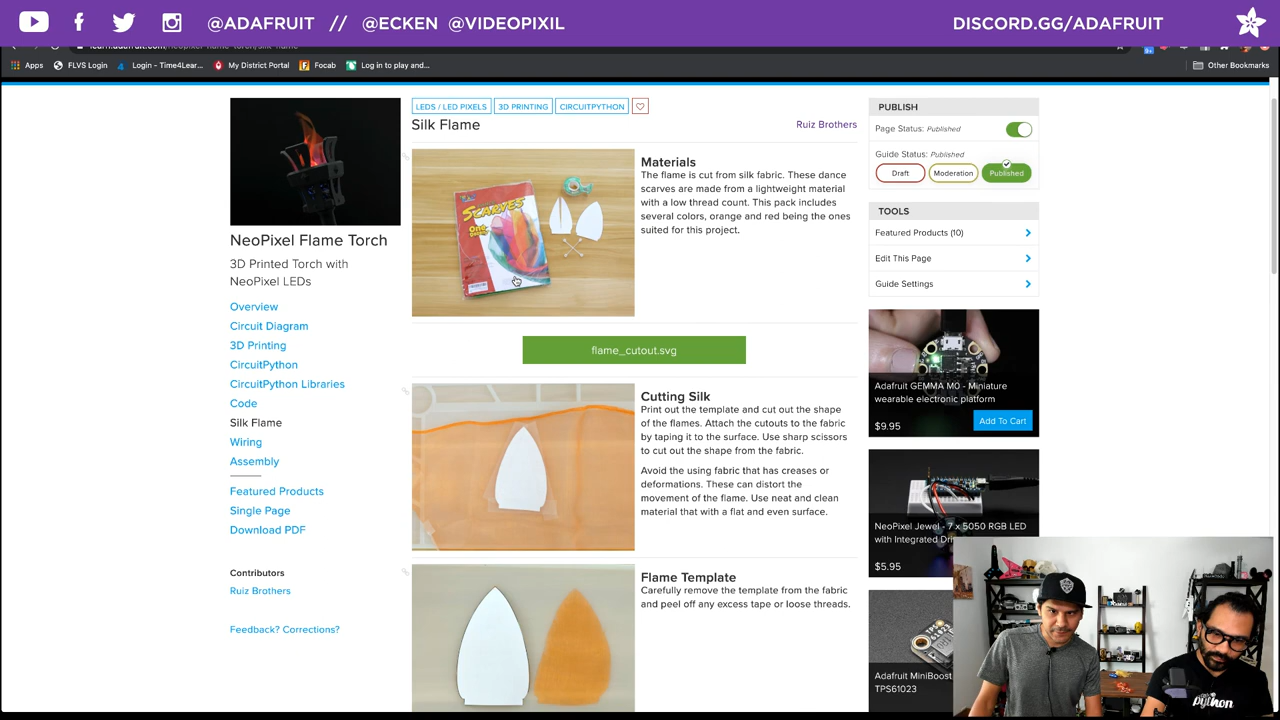 @ADAFRUIT // @ECKEN @VIDEOPIXIL
DISCORD.GG/ADAFRUIT
Apps
FLVS Login
Login - Time4Lear...
My District Portal
Focab
Log in to play and...
Other Bookmarks
NeoPixel Flame Torch
3D Printed Torch with
NeoPixel LEDs
Overview
Circuit Diagram
3D Printing
CircuitPython
CircuitPython Libraries
Code
Silk Flame
Wiring
Assembly
Featured Products
Single Page
Download PDF
Contributors
Ruiz Brothers
Feedback? Corrections?
LEDS / LED PIXELS
3D PRINTING
CIRCUITPYTHON
Silk Flame
Ruiz Brothers
SCARVES
Materials
The flame is cut from silk fabric. These dance
scarves are made from a lightweight material
with a low thread count. This pack includes
several colors, orange and red being the ones
suited for this project.
flame_cutout.svg
Cutting Silk
Print out the template and cut out the shape
of the flames. Attach the cutouts to the fabric
by taping it to the surface. Use sharp scissors
to cut out the shape from the fabric.
Avoid the using fabric that has creases or
deformations. These can distort the
movement of the flame. Use neat and clean
material that with a flat and even surface.
Flame Template
Carefully remove the template from the fabric
and peel off any excess tape or loose threads.
PUBLISH
Page Status: Published
Guide Status: Published
Draft
Moderation
Published
TOOLS
Featured Products (10)
Edit This Page
Guide Settings
Adafruit GEMMA M0 - Miniature
wearable electronic platform
$9.95
Add To Cart
NeoPixel Jewel - 7 x 5050 RGB LED
with Integrated
$5.95
Adafruit MiniBoost
TPS61023
python